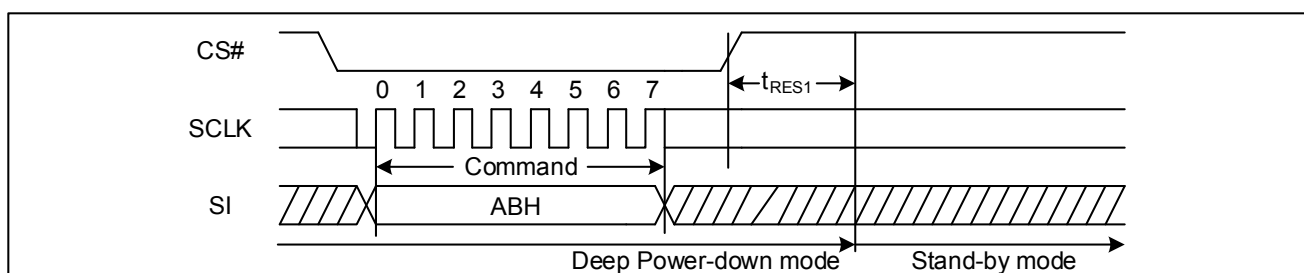 CS#
tRES1
0 1 2 3 4 5 6 7
SCLK
Command
SI
ABH
Deep Power-down mode Stand-by mode